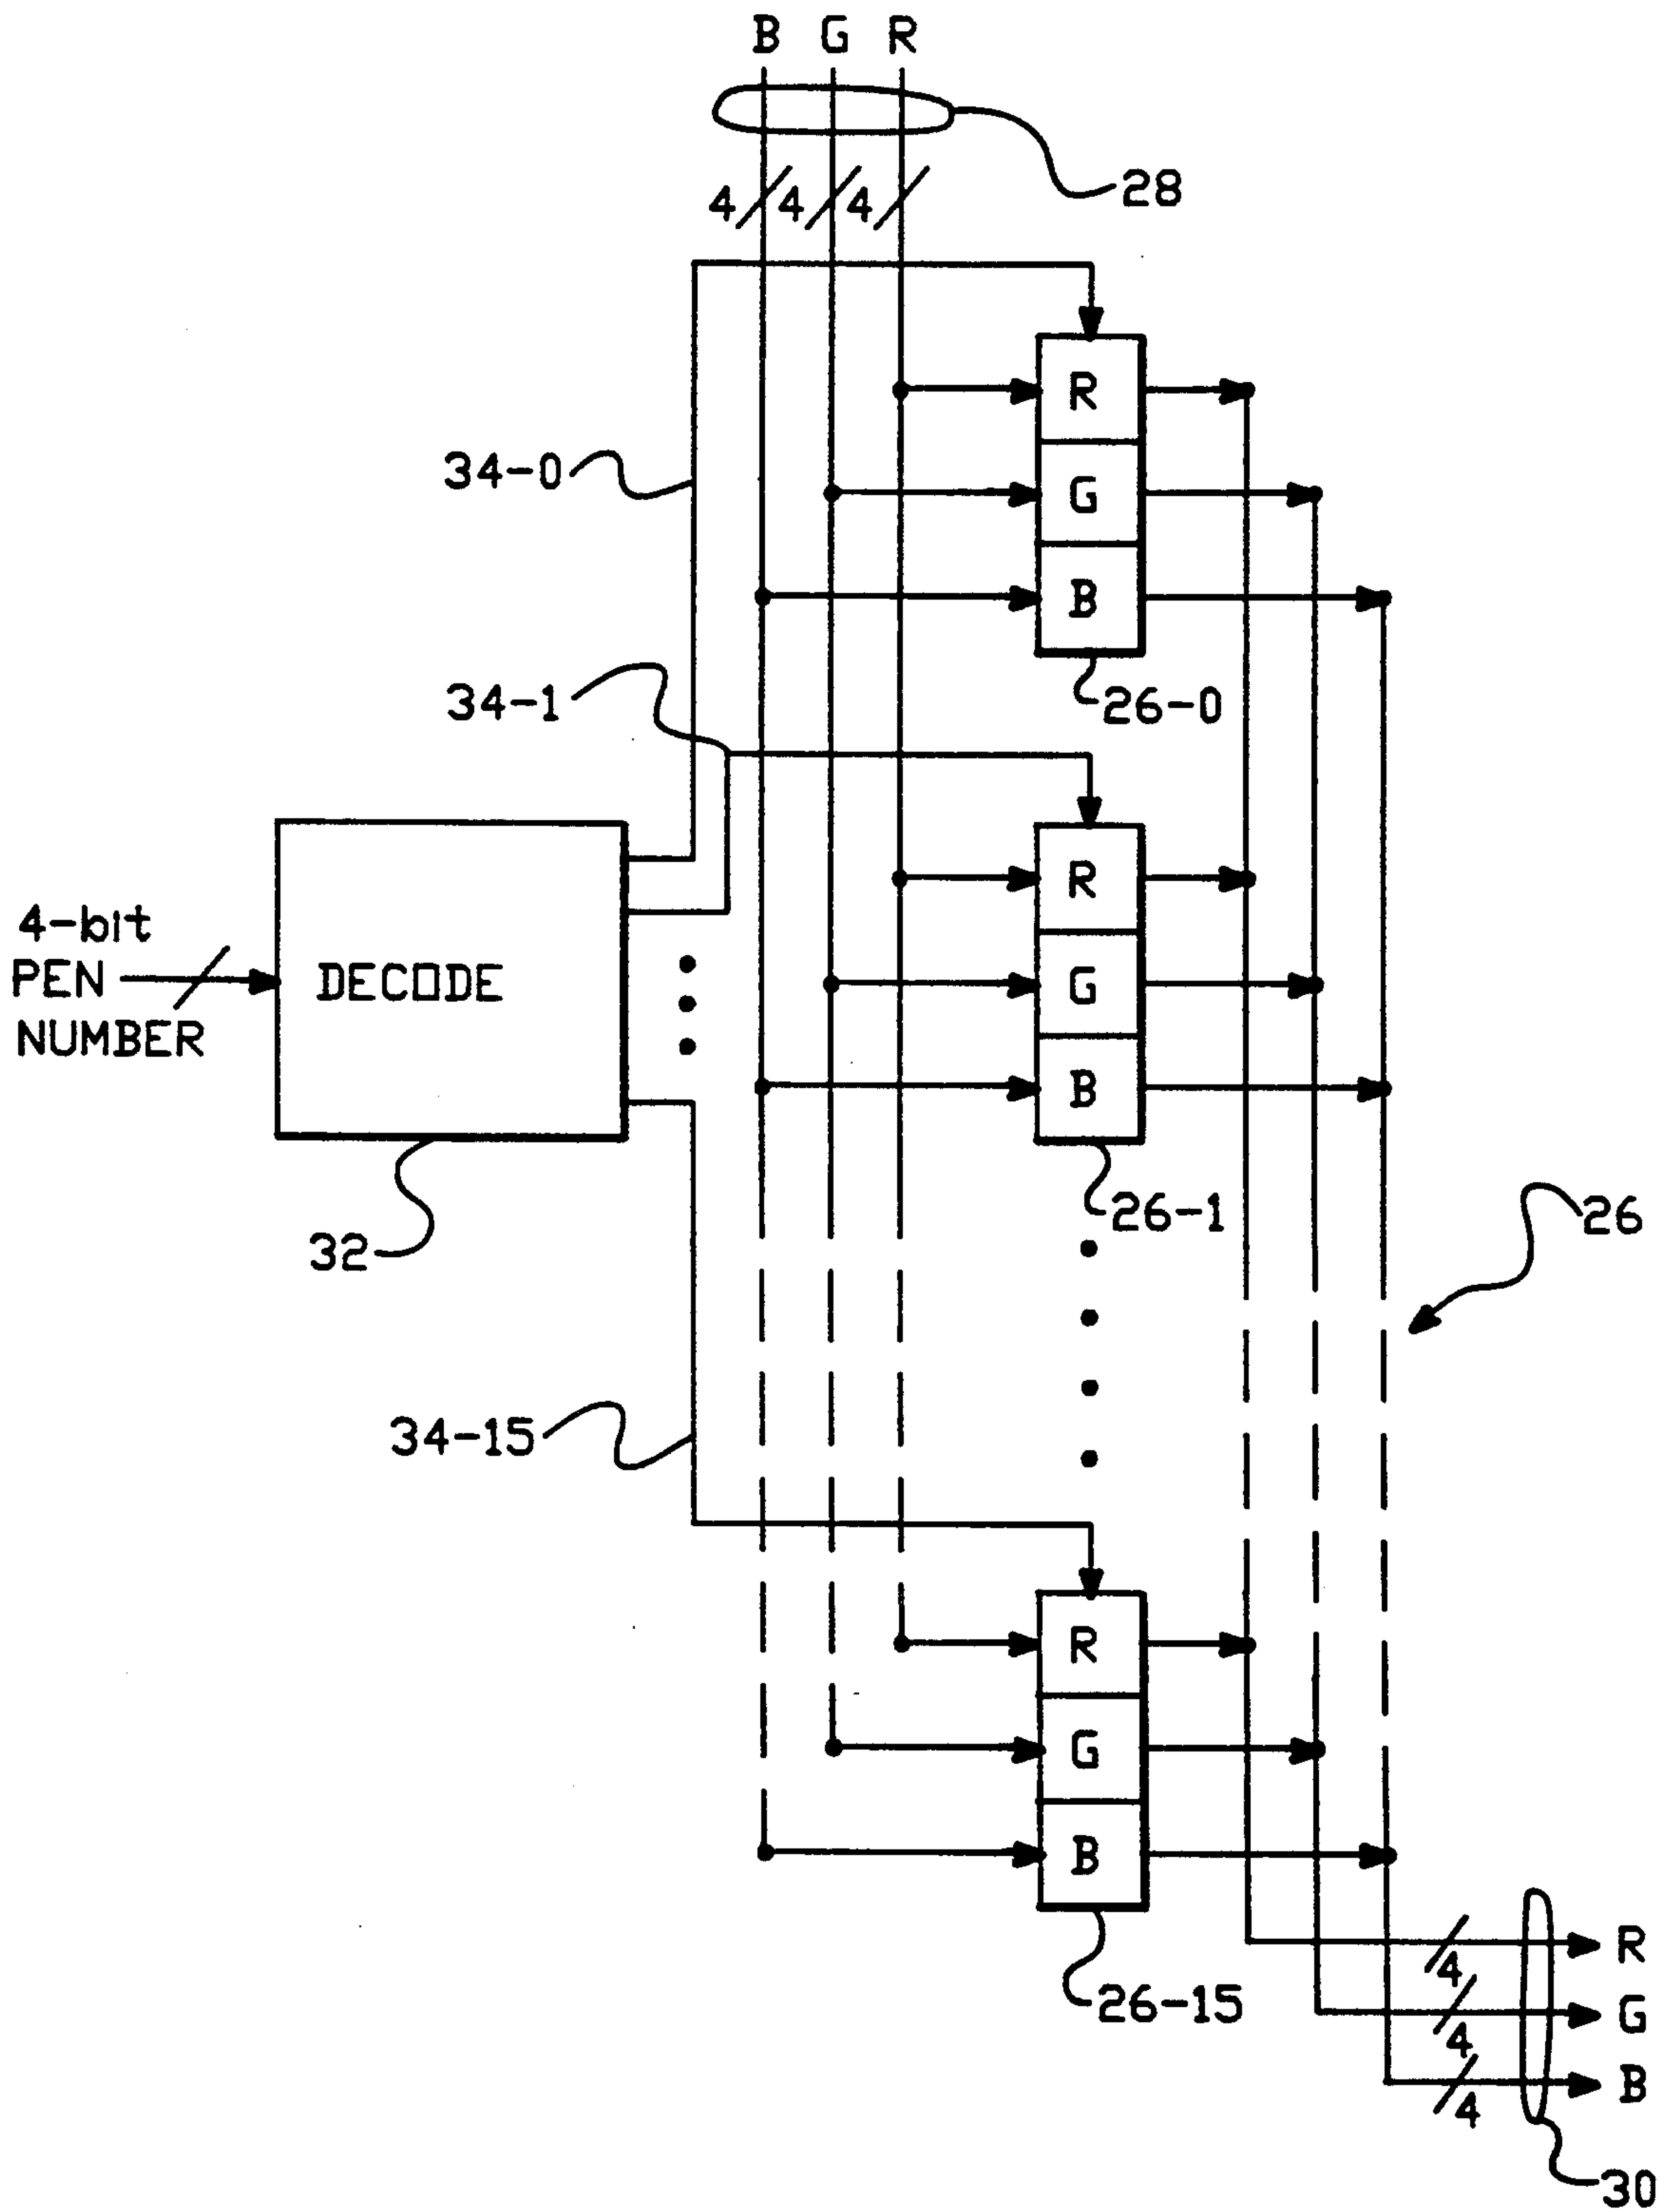 B G R
28
4 4 4
34-0
R
G
B
26-0
34-1
R
G
B
26-1
4-bit
PEN
NUMBER
DECODE
32
26
34-15
R
G
B
26-15
4 R
4 G
4 B
30